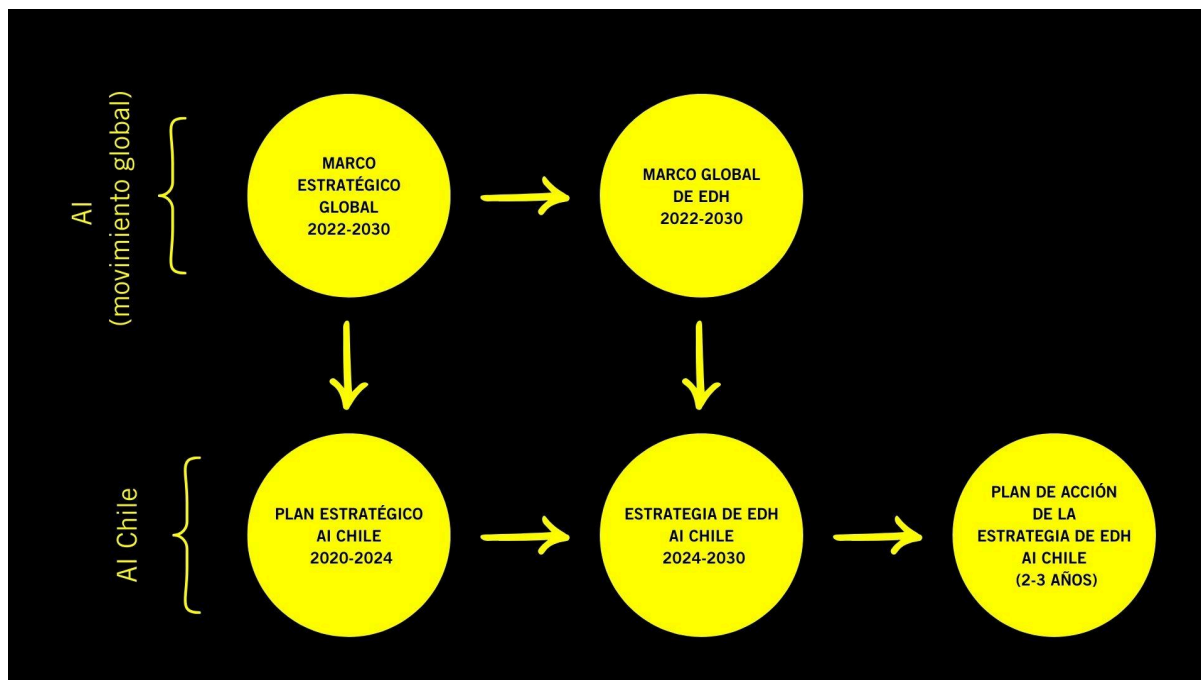 AI
(movimiento global)
MARCO
ESTRATÉGICO
GLOBAL
2022-2030
MARCO GLOBAL
DE EDH
2022-2030
AI Chile
PLAN ESTRATÉGICO
AI CHILE
2020-2024
ESTRATEGIA DE EDH
AI CHILE
2024-2030
PLAN DE ACCIÓN
DE LA
ESTRATEGIA DE EDH
AI CHILE
(2-3 AÑOS)